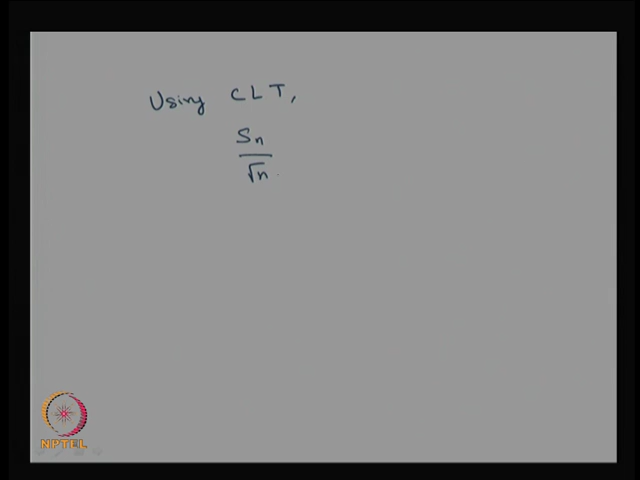 Using CLT,
Sn
√n
NPTEL